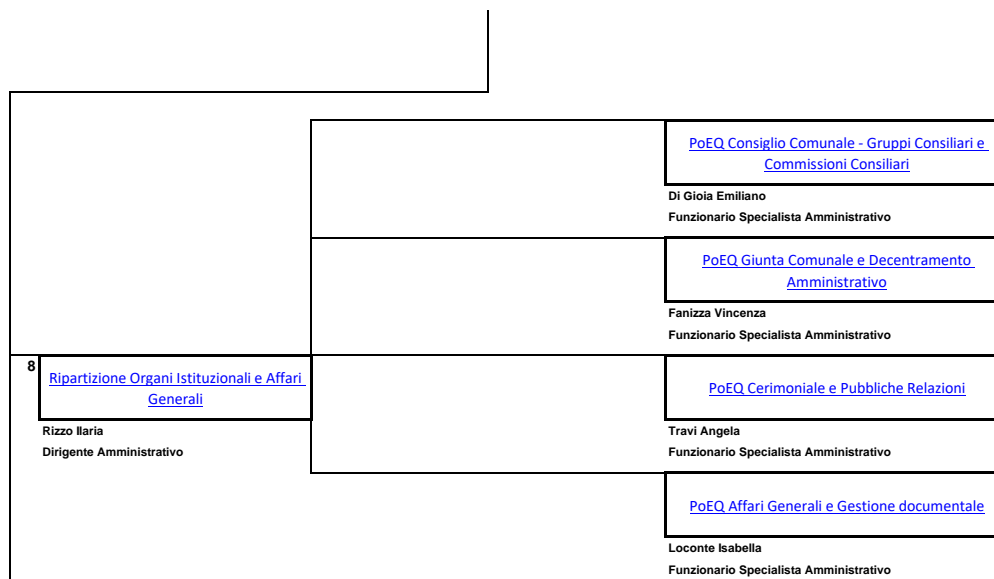 PoEQ Consiglio Comunale - Gruppi Consiliari e
Commissioni Consiliari
Di Gioia Emiliano
Funzionario Specialista Amministrativo
PoEQ Giunta Comunale e Decentramento
Amministrativo
Fanizza Vincenza
Funzionario Specialista Amministrativo
8
Ripartizione Organi Istituzionali e Affari
Generali
Rizzo Ilaria
Dirigente Amministrativo
PoEQ Cerimoniale e Pubbliche Relazioni
Travi Angela
Funzionario Specialista Amministrativo
PoEQ Affari Generali e Gestione documentale
Loconte Isabella
Funzionario Specialista Amministrativo